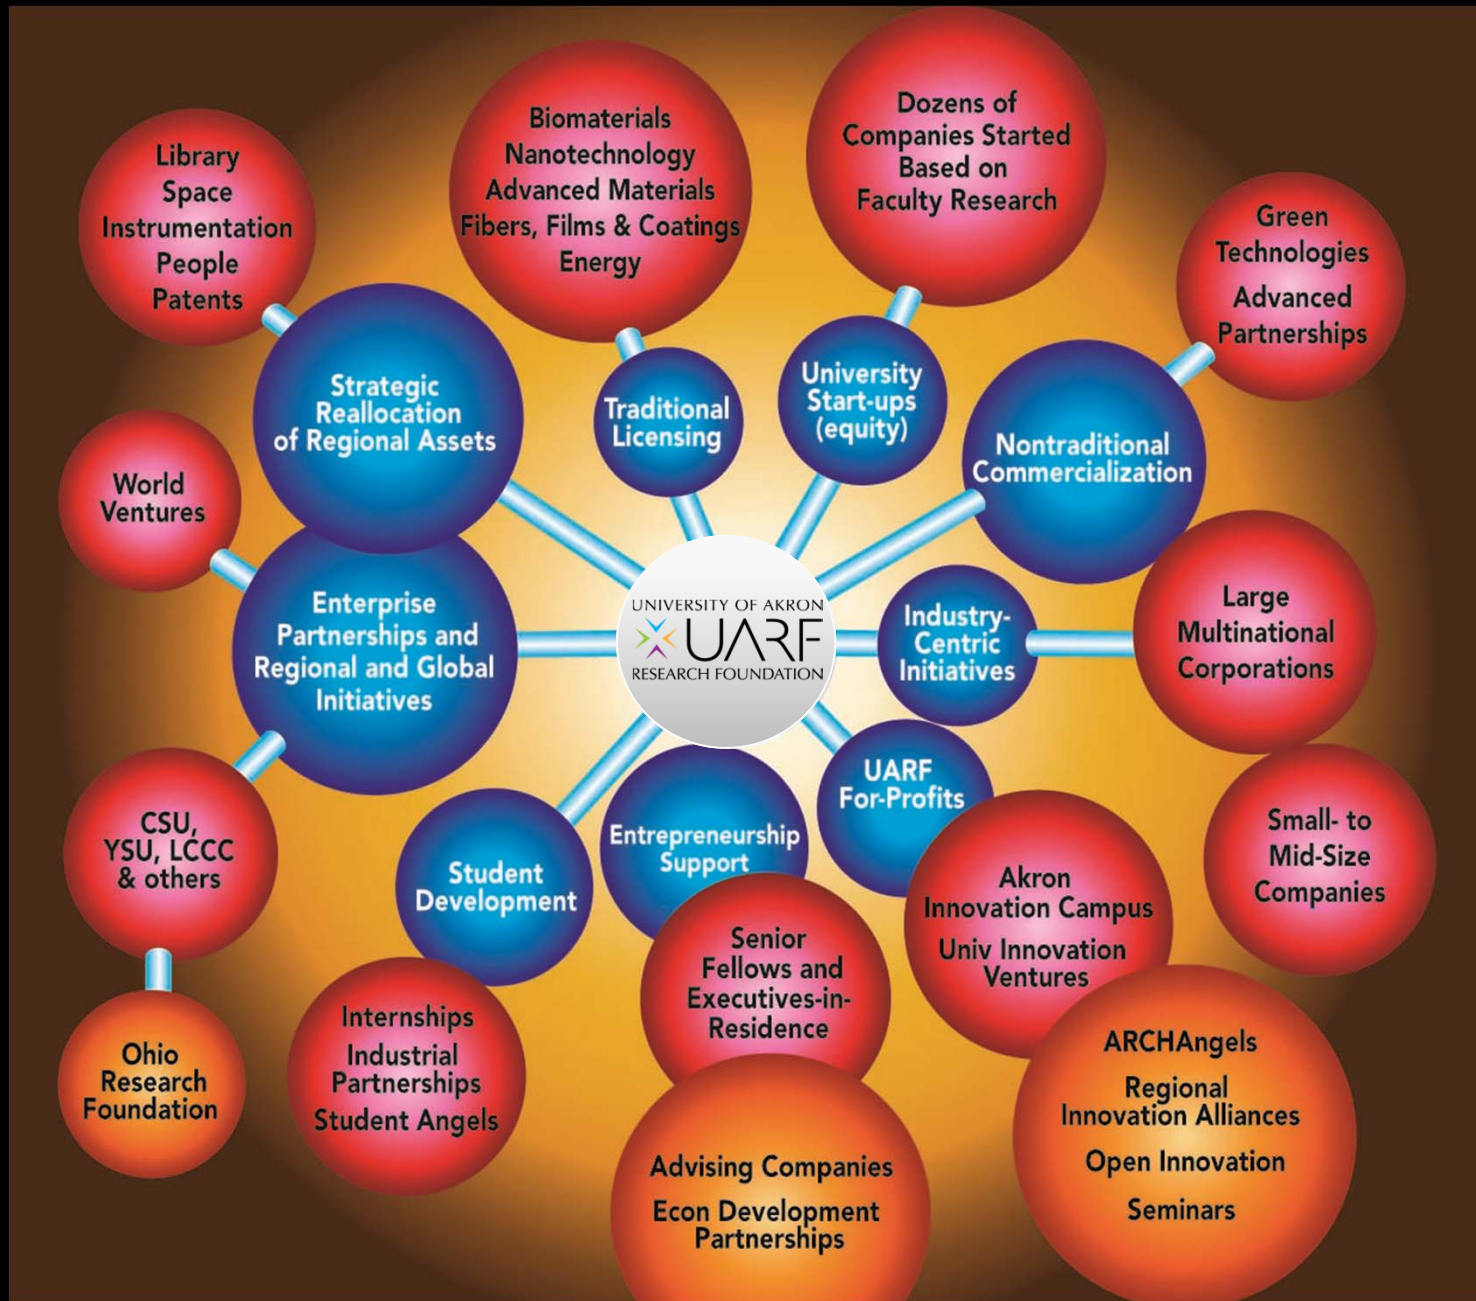 Library
Space
Instrumentation
People
Patents
Biomaterials
Nanotechnology
Advanced Materials
Fibers, Films & Coatings
Energy
Dozens of
Companies Started
Based on
Faculty Research
Green
Technologies
Advanced
Partnerships
Strategic
Reallocation
of Regional Assets
Traditional
Licensing
University
Start-ups
(equity)
Nontraditional
Commercialization
World
Ventures
Enterprise
Partnerships and
Regional and Global
Initiatives
UNIVERSITY OF AKRON
UARF
RESEARCH FOUNDATION
Industry-
Centric
Initiatives
Large
Multinational
Corporations
CSU,
YSU, LCCC
& others
Student
Development
Entrepreneurship
Support
UARF
For-Profits
Small- to
Mid-Size
Companies
Akron
Innovation Campus
Univ Innovation
Ventures
Senior
Fellows and
Executives-in-
Residence
Ohio
Research
Foundation
Internships
Industrial
Partnerships
Student Angels
Advising Companies
Econ Development
Partnerships
ARCHAngels
Regional
Innovation Alliances
Open Innovation
Seminars